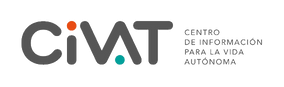 CiVAT
CENTRO
DE INFORMACIÓN
PARA LA VIDA
AUTÓNOMA